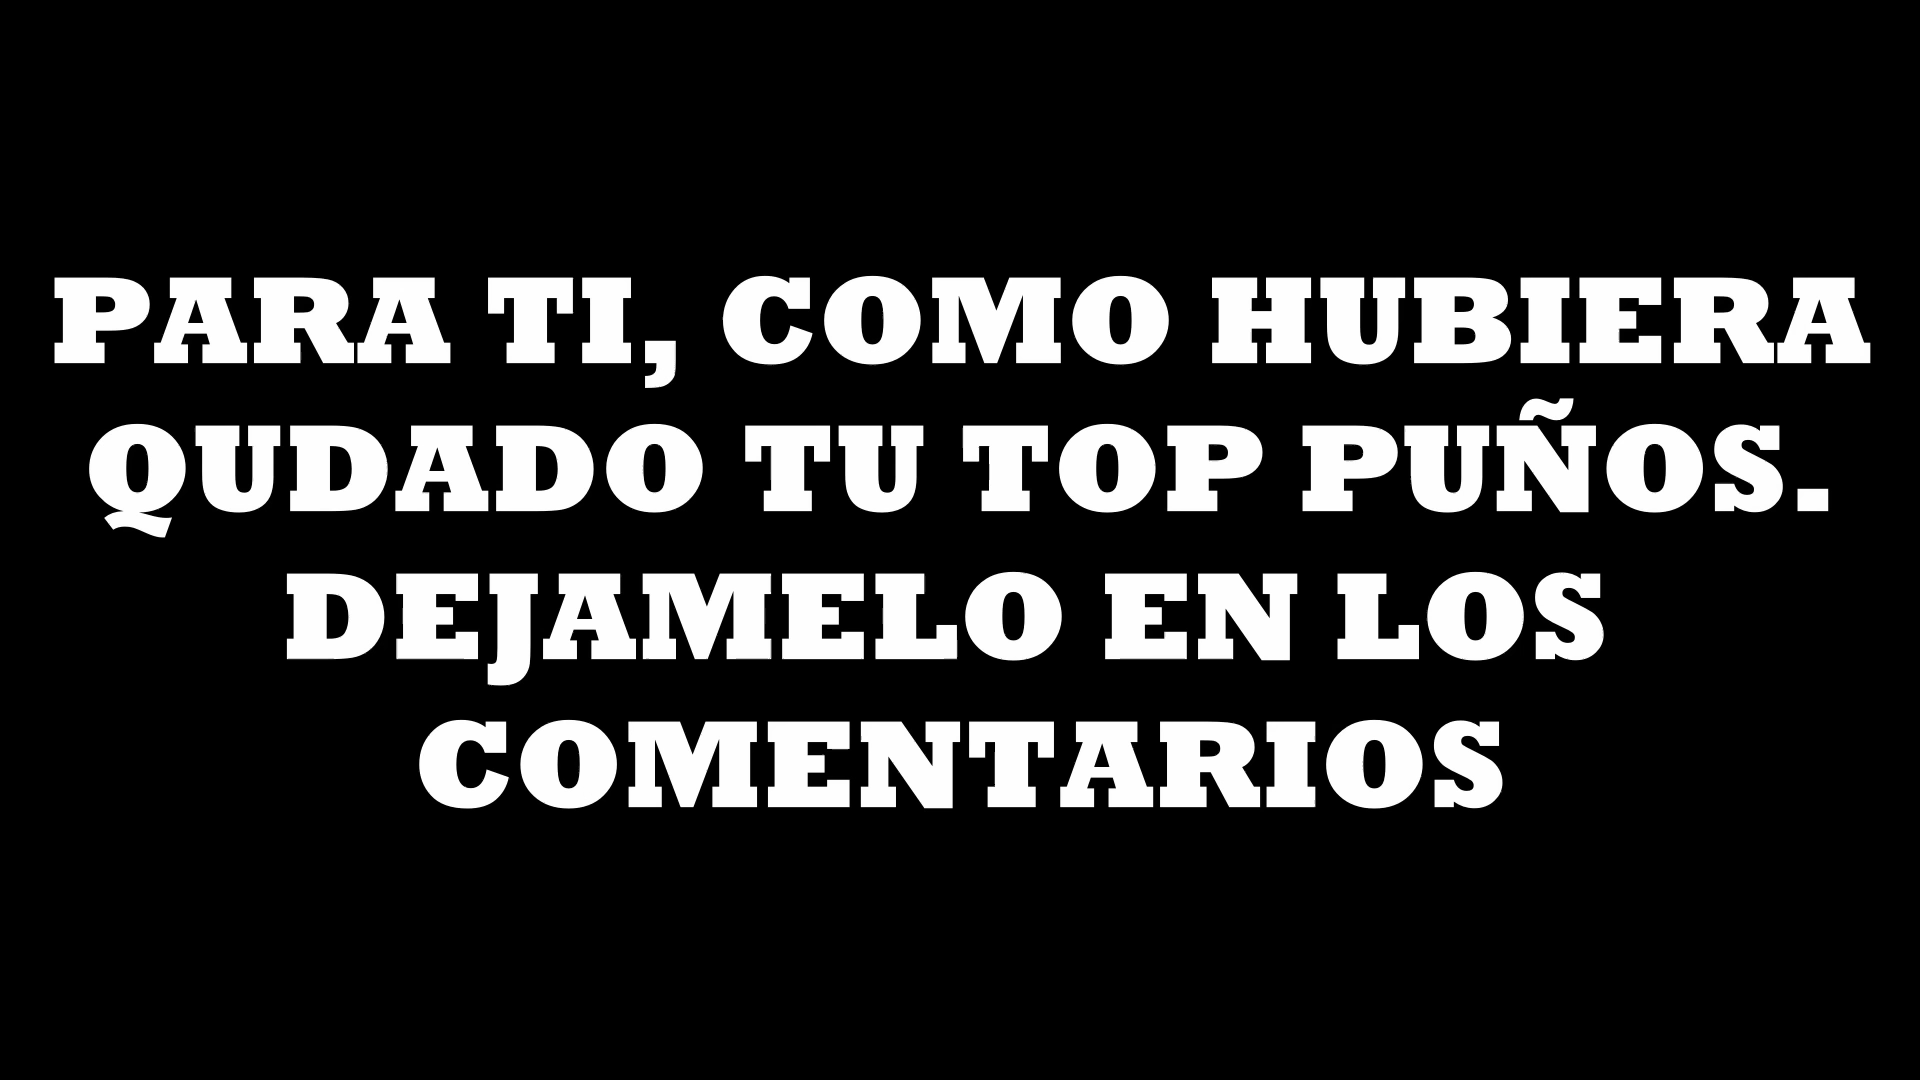 PARA TI, COMO HUBIERA
QUDADO TU TOP PUÑOS.
DEJAMELO EN LOS
COMENTARIOS